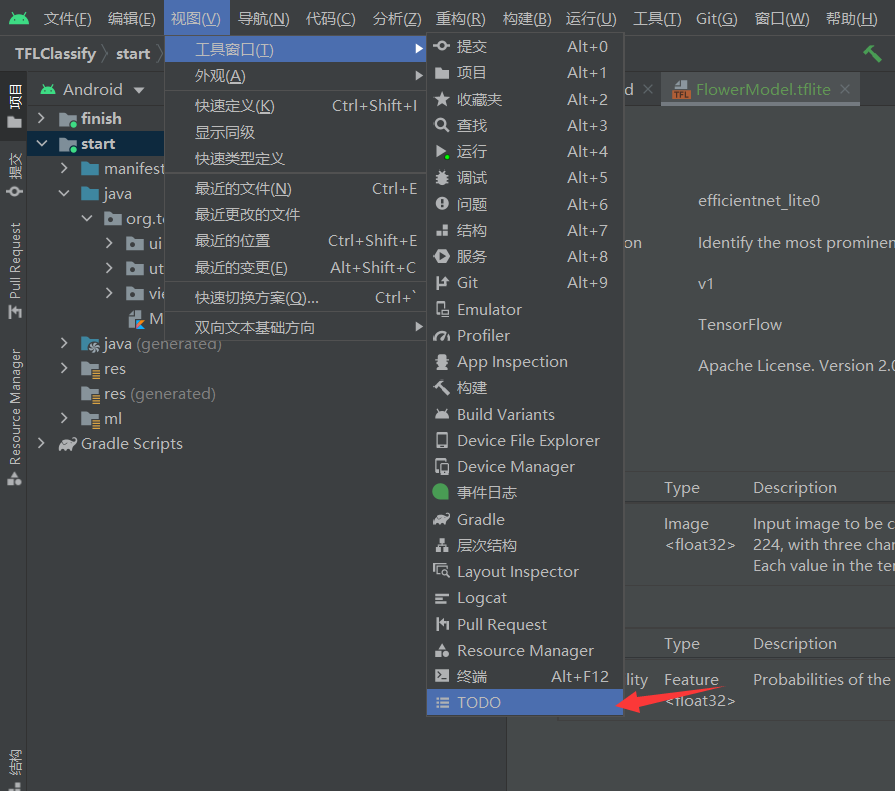 文件(F) 编辑(E) 视图(V) 导航(N) 代码(C) 分析(Z) 重构(R) 构建(B) 运行(U) 工具(T) Git(G) 窗口(W) 帮助(H)
TFLClassify start
项目
提交
Pull Request
Resource Manager
结构
Android
finish
start
manifest
java
org.t
ui
ut
vie
M
java (generated)
res
res (generated)
ml
Gradle Scripts
工具窗口(T)
外观(A)
快速定义(K) Ctrl+Shift+I
显示同级
快速类型定义
最近的文件(N) Ctrl+E
最近更改的文件
最近的位置 Ctrl+Shift+E
最近的变更(E) Alt+Shift+C
快速切换方案(Q)... Ctrl+`
双向文本基础方向
提交 Alt+0
项目 Alt+1
收藏夹 Alt+2
查找 Alt+3
运行 Alt+4
调试 Alt+5
问题 Alt+6
结构 Alt+7
服务 Alt+8
Git Alt+9
Emulator
Profiler
App Inspection
构建
Build Variants
Device File Explorer
Device Manager
事件日志
Gradle
层次结构
Layout Inspector
Logcat
Pull Request
Resource Manager
终端 Alt+F12
TODO
d
TFL FlowerModel.tflite
efficientnet_lite0
on Identify the most prominen
v1
TensorFlow
Apache License. Version 2.0
Type Description
Image Input image to be c
<float32> 224, with three chan
Each value in the ten
Type Description
lity Feature Probabilities of the
<float32>